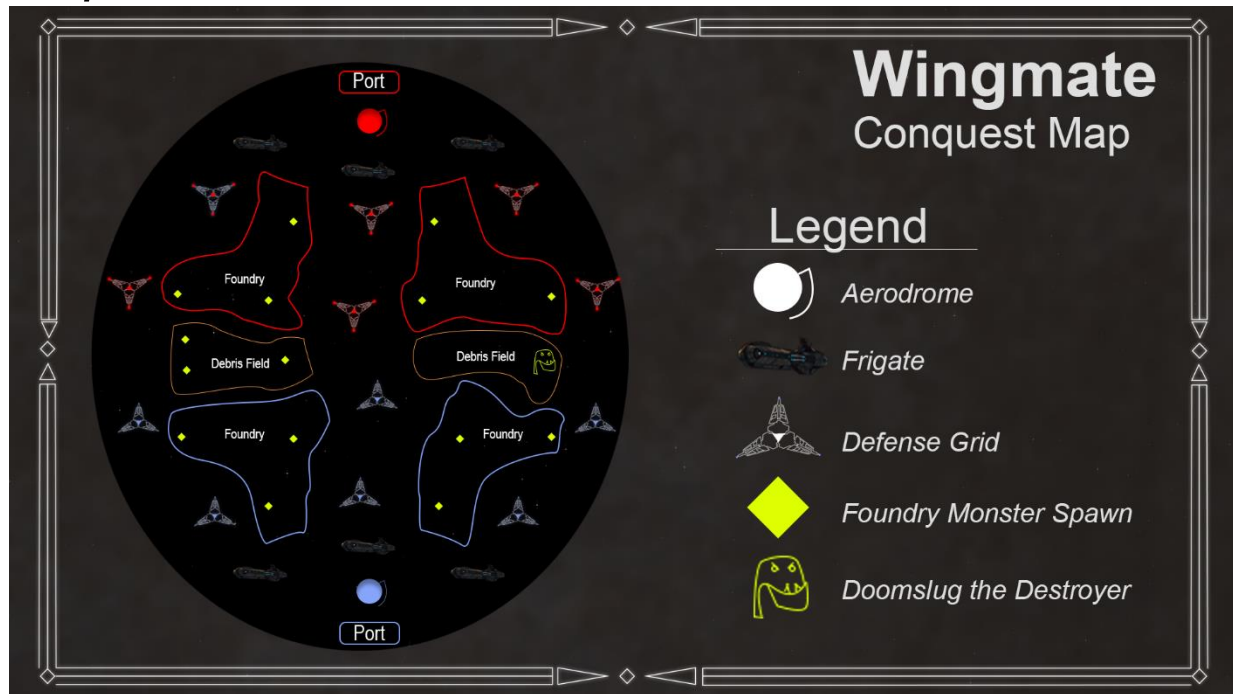 Wingmate
Conquest Map
Legend
Aerodrome
Frigate
Defense Grid
Foundry Monster Spawn
Doomslug the Destroyer
Port
Foundry
Foundry
Debris Field
Debris Field
Foundry
Foundry
Port